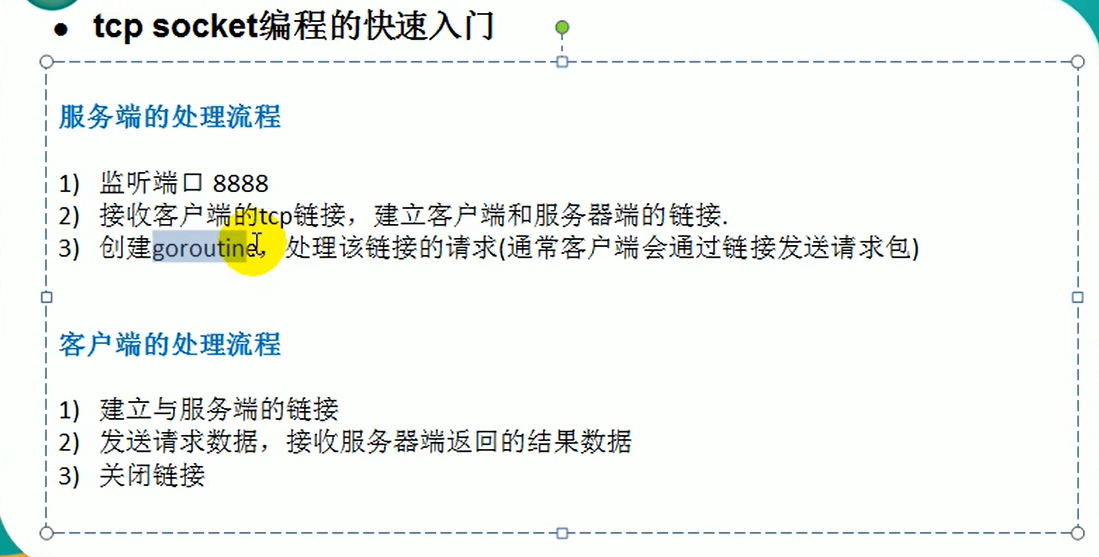 • tcp socket编程的快速入门
服务端的处理流程
1) 监听端口 8888
2) 接收客户端的tcp链接，建立客户端和服务器端的链接.
3) 创建goroutine，处理该链接的请求(通常客户端会通过链接发送请求包)
客户端的处理流程
1) 建立与服务端的链接
2) 发送请求数据，接收服务器端返回的结果数据
3) 关闭链接